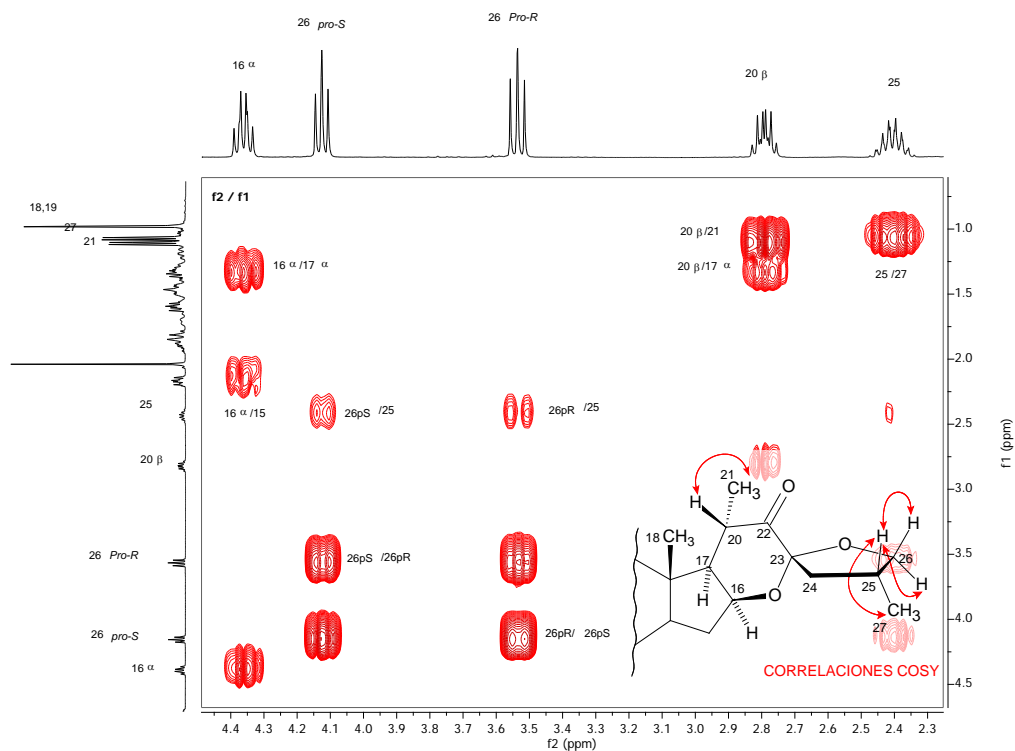 26 pro-S
26 Pro-R
16 α
20 β
25
f2 / f1
18,19
27
21
20 β/21
1.0
16 α/17 α
20 β/17 α
25 /27
1.5
2.0
25
16 α/15
26pS /25
26pR /25
2.5
20 β
21
CH3
O
3.0
H
H
18
CH3
20
22
H
26 Pro-R
26pS /26pR
17
23
O
26
3.5
16
24
25
H
H
O
CH3
4.0
26 pro-S
26pR/ 26pS
H
27
16 α
CORRELACIONES COSY
4.5
4.4 4.3 4.2 4.1 4.0 3.9 3.8 3.7 3.6 3.5 3.4 3.3 3.2 3.1 3.0 2.9 2.8 2.7 2.6 2.5 2.4 2.3
f2 (ppm)
f1 (ppm)